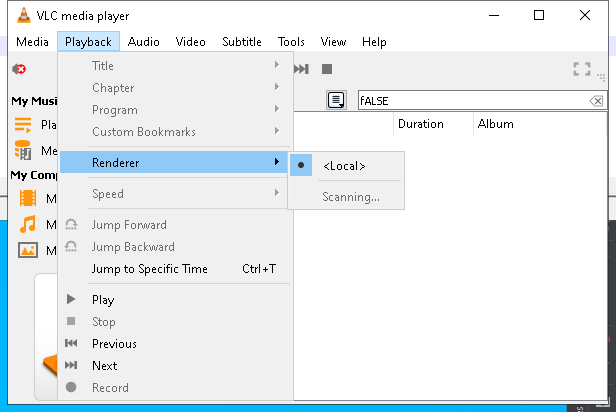 VLC media player
Media Playback Audio Video Subtitle Tools View Help
Title
Chapter
Program
Custom Bookmarks
Renderer
Speed
Jump Forward
Jump Backward
Jump to Specific Time Ctrl+T
Play
Stop
Previous
Next
Record
<Local>
Scanning...
fALSE
Duration Album
My Musi
Pla
Me
My Comp
M
M
M